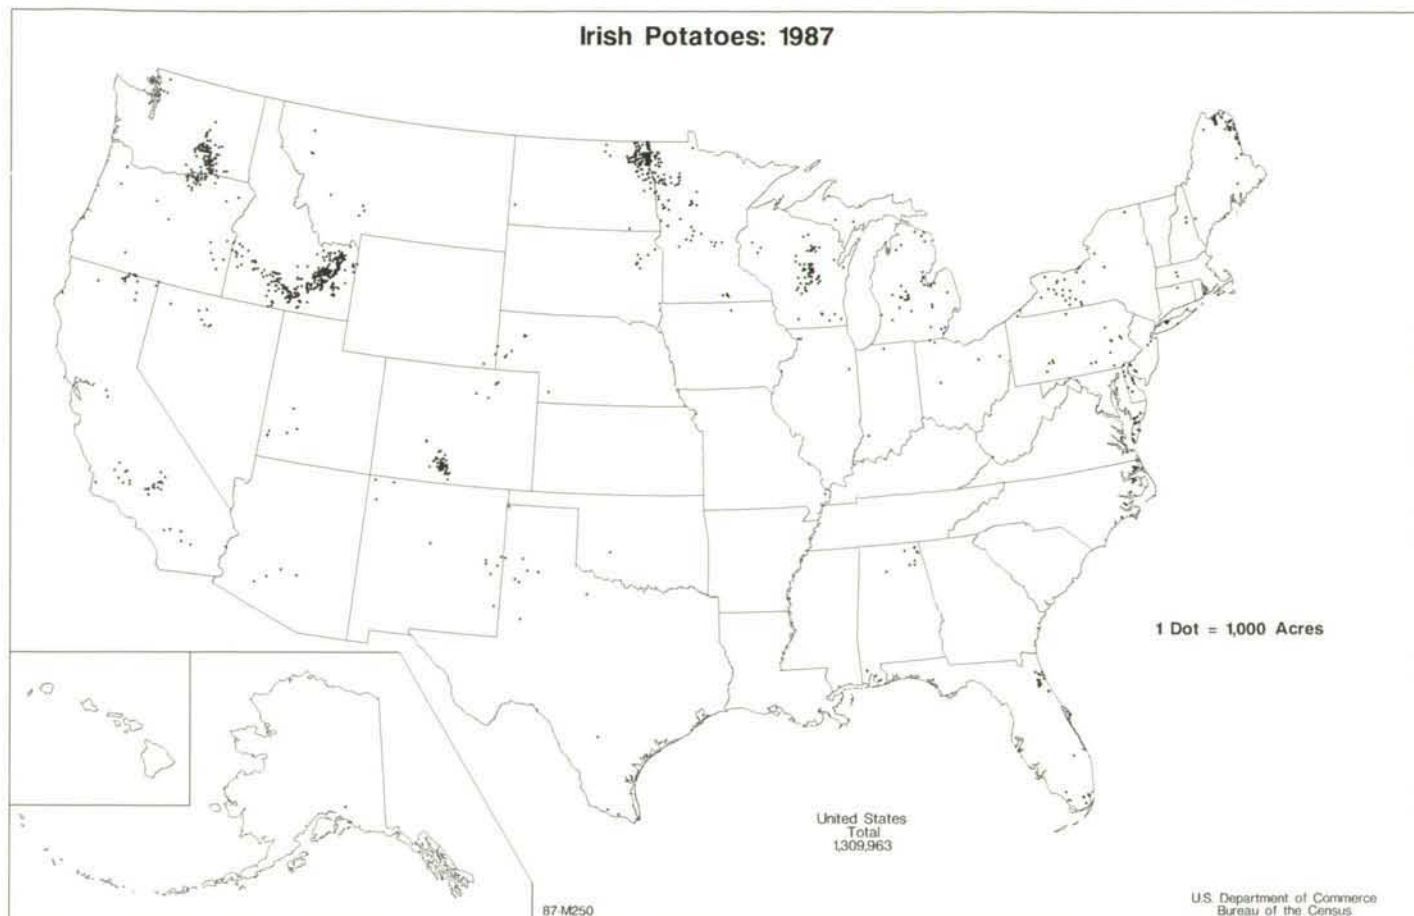 Irish Potatoes: 1987
1 Dot = 1,000 Acres
United States
Total
1,309,963
87-M250
U.S. Department of Commerce
Bureau of the Census